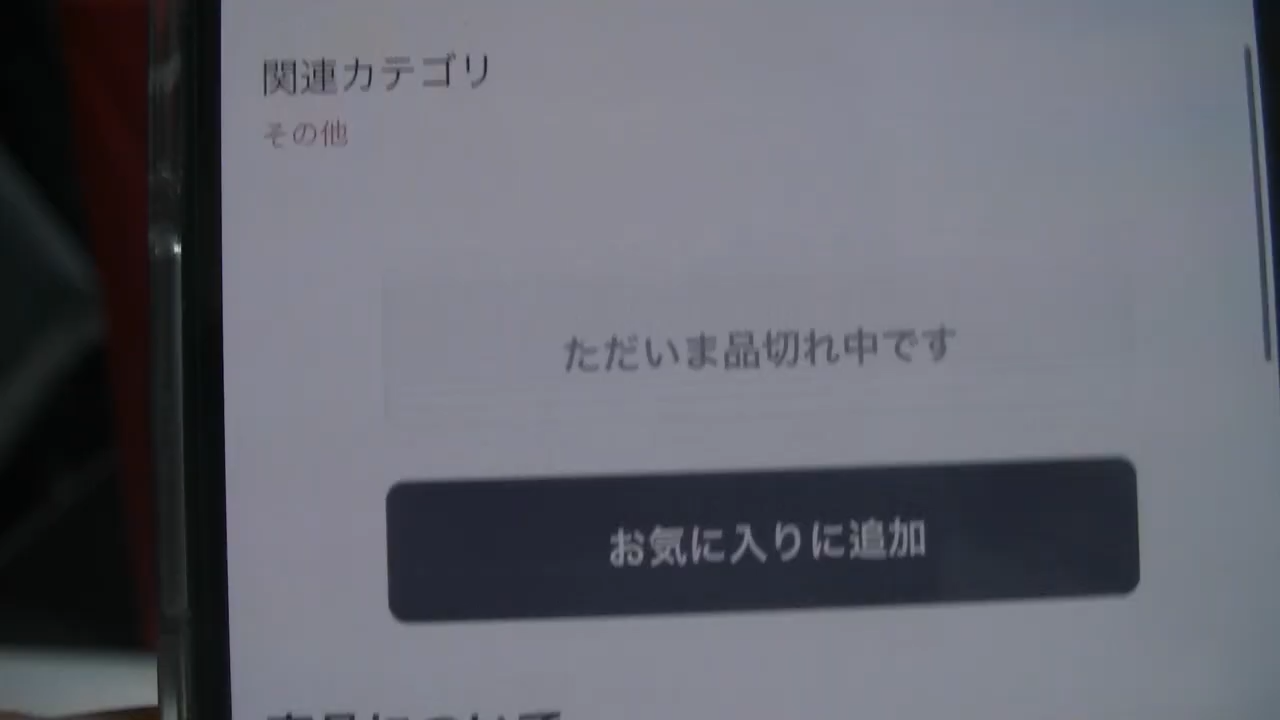 関連カテゴリ
その他
ただいま品切れ中です
お気に入りに追加